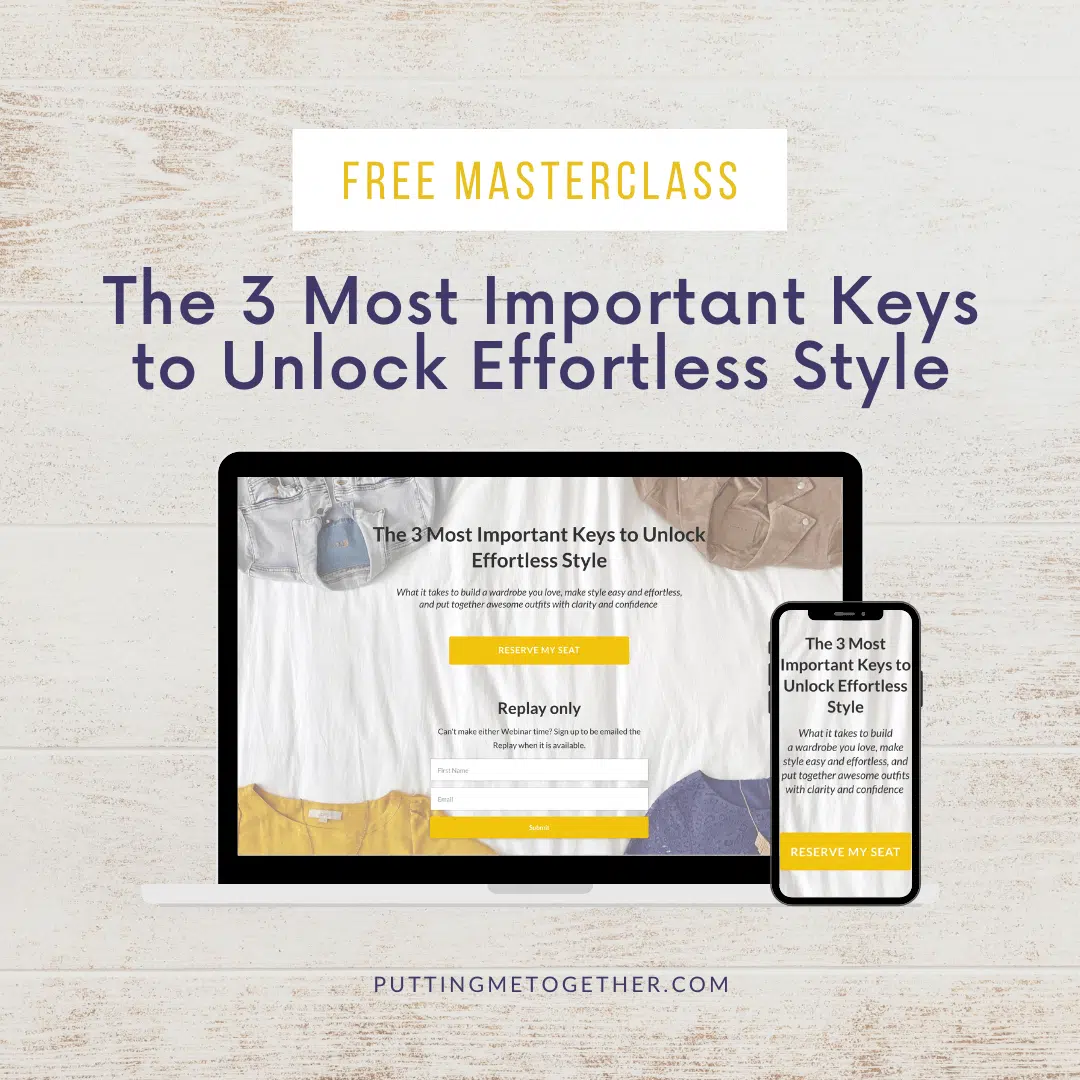 FREE MASTERCLASS
The 3 Most Important Keys
to Unlock Effortless Style
The 3 Most Important Keys to Unlock
Effortless Style
What it takes to build a wardrobe you love, make style easy and effortless,
and put together awesome outfits with clarity and confidence
RESERVE MY SEAT
Replay only
Can't make either Webinar time? Sign up to be emailed the
Replay when it is available.
First Name
Email
Submit
The 3 Most
Important Keys to
Unlock Effortless
Style
What it takes to build
a wardrobe you love, make
style easy and effortless, and
put together awesome outfits
with clarity and confidence
RESERVE MY SEAT
PUTTINGMETOGETHER.COM